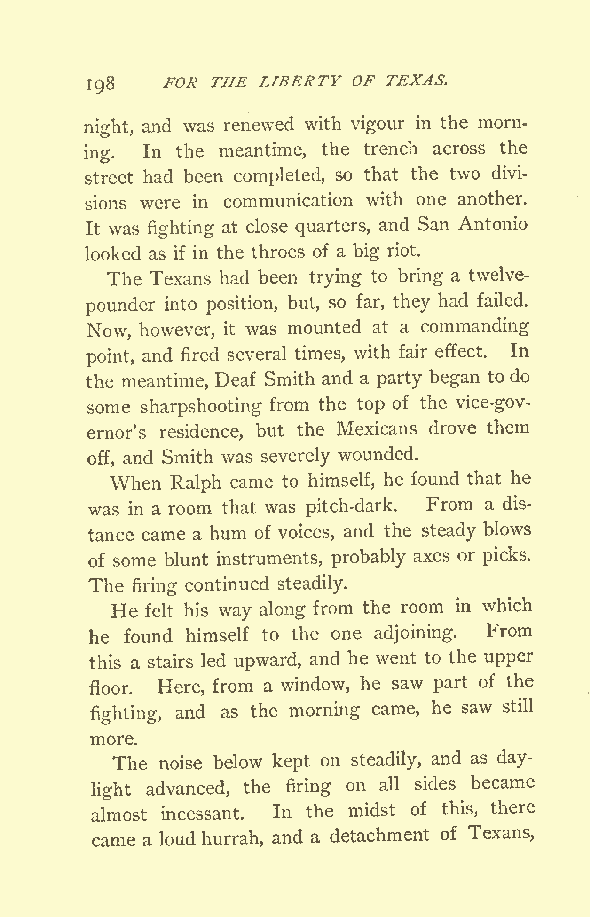 198 FOR THE LIBERTY OF TEXAS.
night, and was renewed with vigour in the morn-
ing. In the meantime, the trench across the
street had been completed, so that the two divi-
sions were in communication with one another.
It was fighting at close quarters, and San Antonio
looked as if in the throes of a big riot.
The Texans had been trying to bring a twelve-
pounder into position, but, so far, they had failed.
Now, however, it was mounted at a commanding
point, and fired several times, with fair effect. In
the meantime, Deaf Smith and a party began to do
some sharpshooting from the top of the vice-gov-
ernor's residence, but the Mexicans drove them
off, and Smith was severely wounded.
When Ralph came to himself, he found that he
was in a room that was pitch-dark. From a dis-
tance came a hum of voices, and the steady blows
of some blunt instruments, probably axes or picks.
The firing continued steadily.
He felt his way along from the room in which
he found himself to the one adjoining. From
this a stairs led upward, and he went to the upper
floor. Here, from a window, he saw part of the
fighting, and as the morning came, he saw still
more.
The noise below kept on steadily, and as day-
light advanced, the firing on all sides became
almost incessant. In the midst of this, there
came a loud hurrah, and a detachment of Texans,